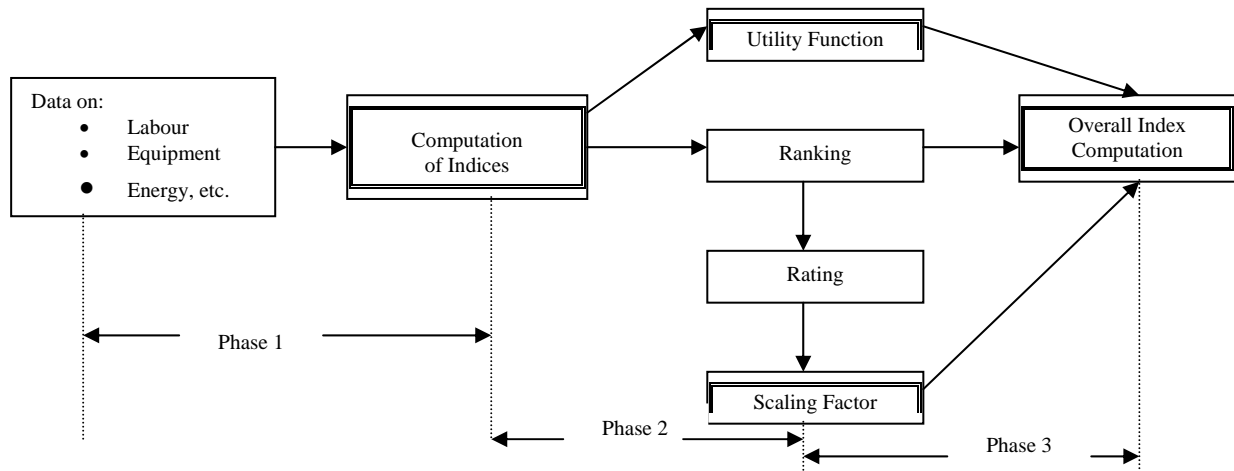 Utility Function
Data on:
• Labour
• Equipment
• Energy, etc.
Computation
of Indices
Ranking
Overall Index
Computation
Rating
Phase 1
Scaling Factor
Phase 2
Phase 3